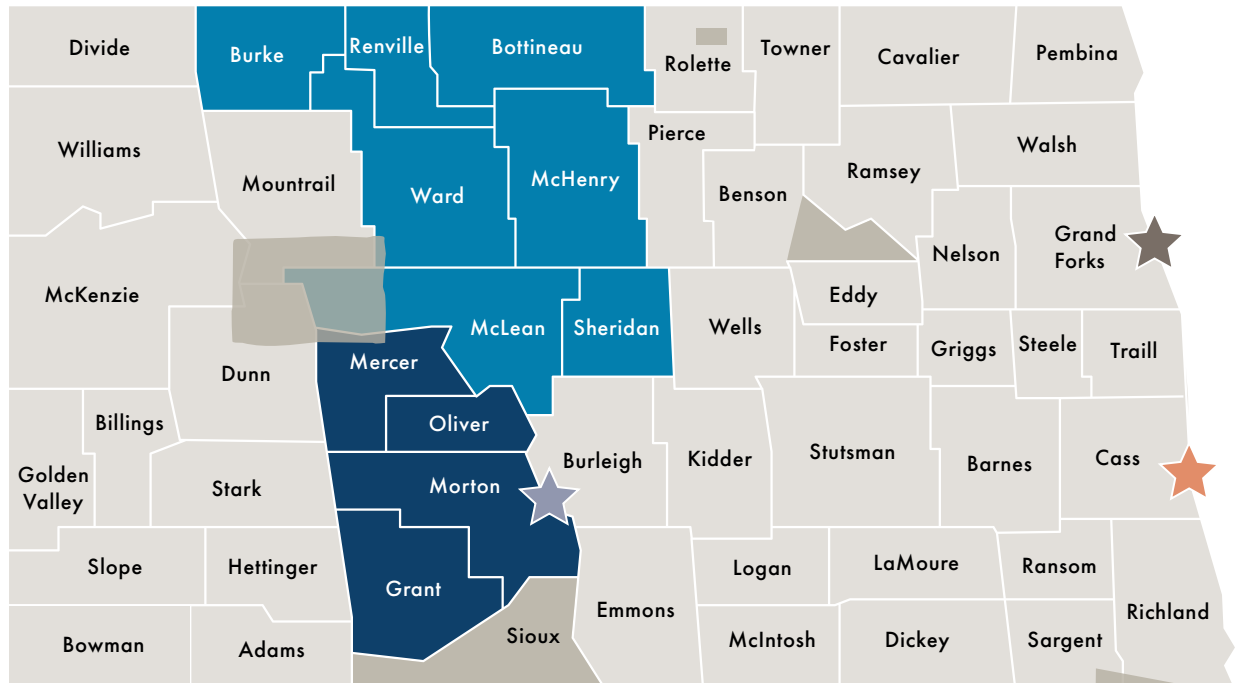 Divide
Burke
Renville
Bottineau
Rolette
Towner
Cavalier
Pembina
Williams
Mountrail
Ward
McHenry
Pierce
Benson
Ramsey
Walsh
Nelson
Grand
Forks
McKenzie
Dunn
McLean
Sheridan
Wells
Eddy
Foster
Griggs
Steele
Traill
Mercer
Oliver
Billings
Golden
Valley
Stark
Morton
Burleigh
Kidder
Stutsman
Barnes
Cass
Slope
Hettinger
Grant
Emmons
Logan
LaMoure
Ransom
Richland
Bowman
Adams
Sioux
McIntosh
Dickey
Sargent